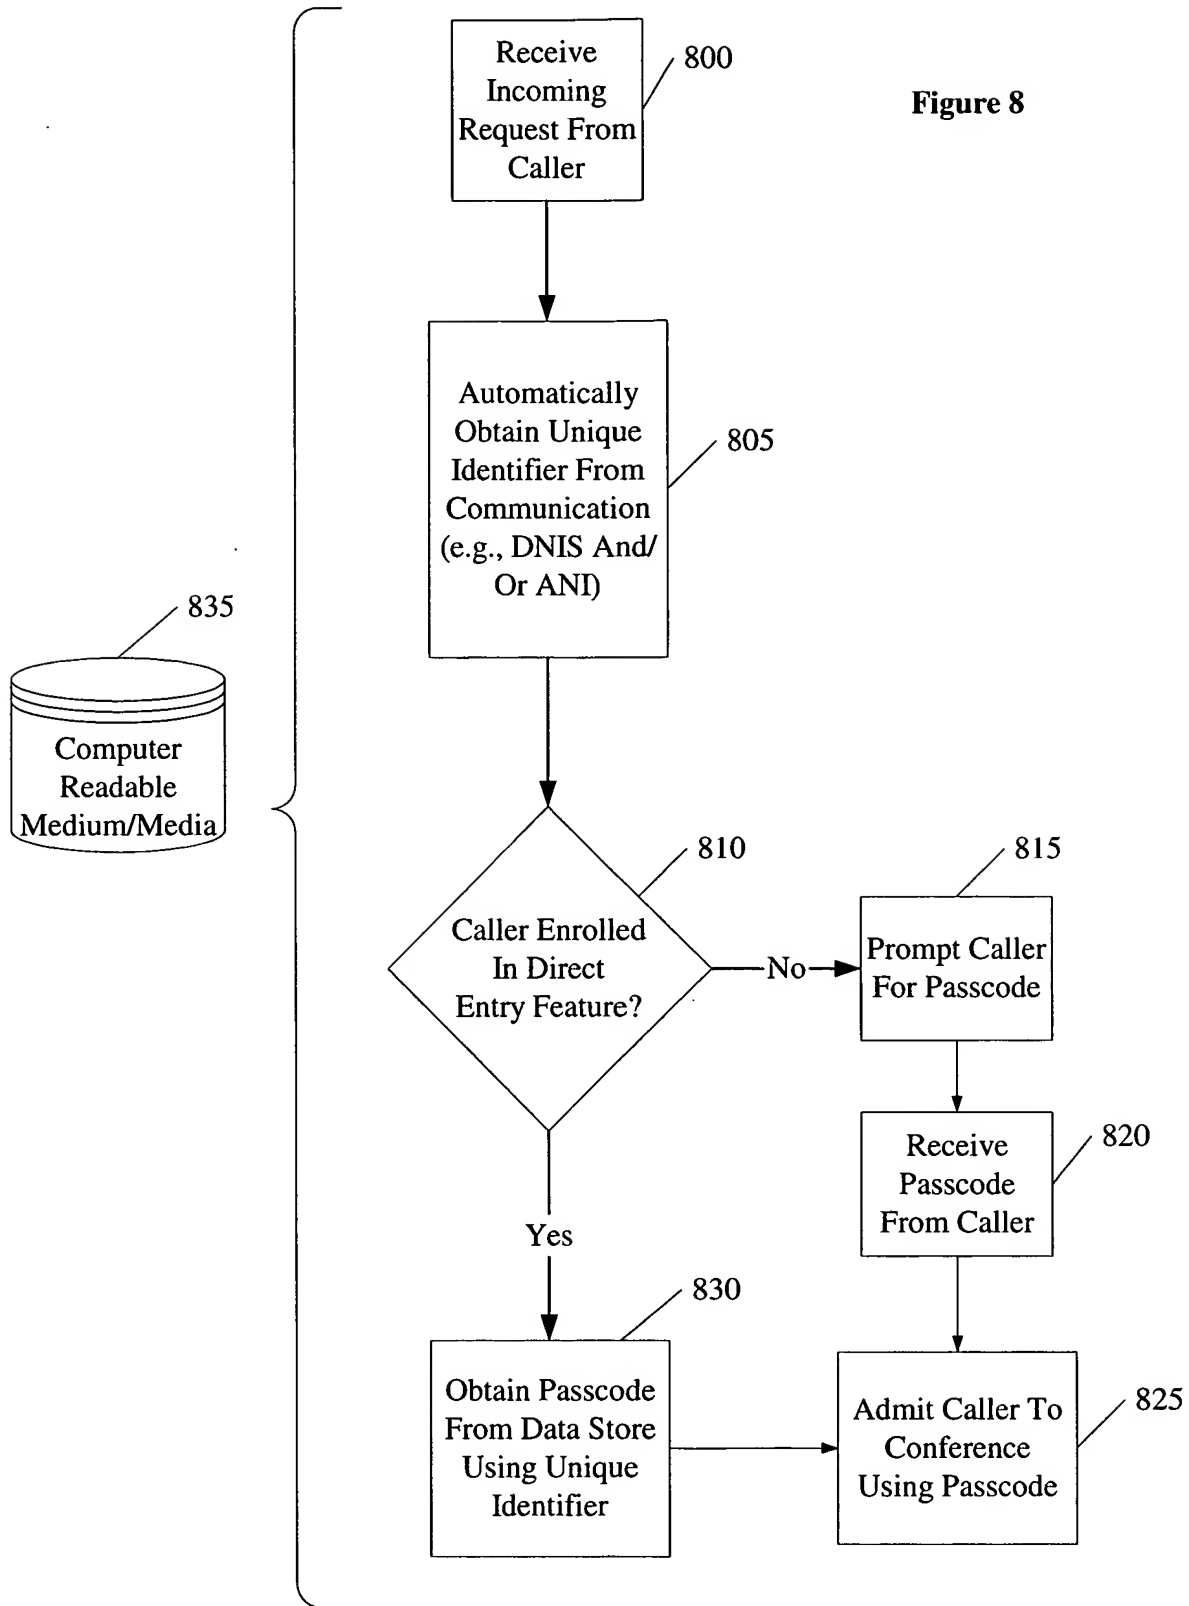 Receive
Incoming
Request From
Caller
800
Figure 8
Automatically
Obtain Unique
Identifier From
Communication
(e.g., DNIS And/
Or ANI)
805
835
Computer
Readable
Medium/Media
810
Caller Enrolled
In Direct
Entry Feature?
No
815
Prompt Caller
For Passcode
820
Receive
Passcode
From Caller
Yes
830
Obtain Passcode
From Data Store
Using Unique
Identifier
825
Admit Caller To
Conference
Using Passcode